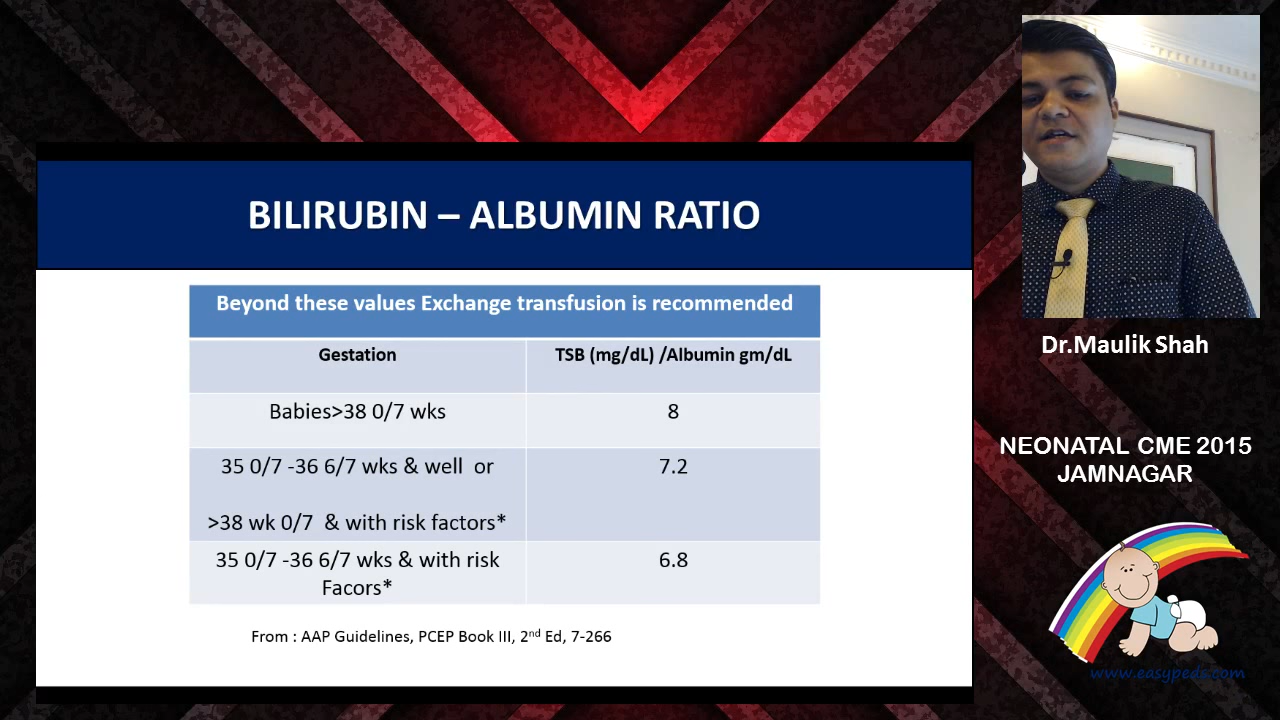 BILIRUBIN – ALBUMIN RATIO
Beyond these values Exchange transfusion is recommended
Gestation
TSB (mg/dL) /Albumin gm/dL
Babies>38 0/7 wks
8
35 0/7 -36 6/7 wks & well or
7.2
>38 wk 0/7 & with risk factors*
35 0/7 -36 6/7 wks & with risk
6.8
Facors*
From : AAP Guidelines, PCEP Book III, 2nd Ed, 7-266
Dr.Maulik Shah
NEONATAL CME 2015
JAMNAGAR
www.easypeds.com